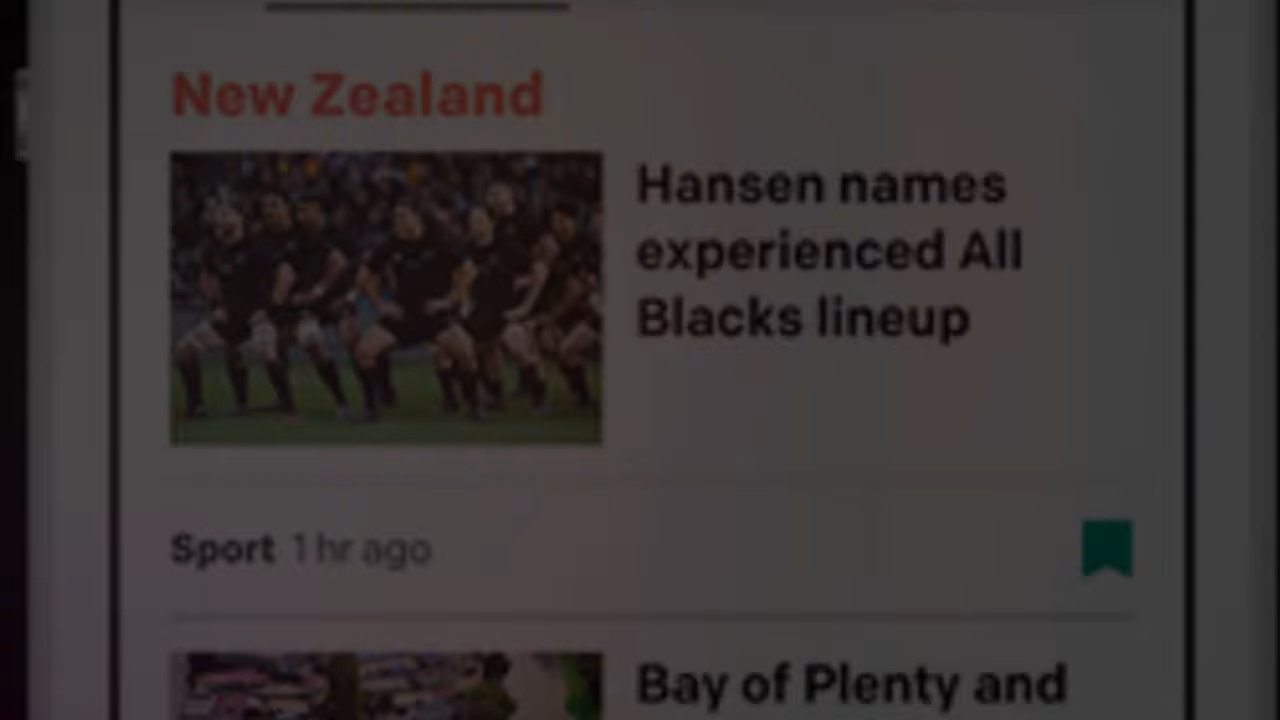 New Zealand
Hansen names
experienced All
Blacks lineup
Sport 1 hr ago
Bay of Plenty and